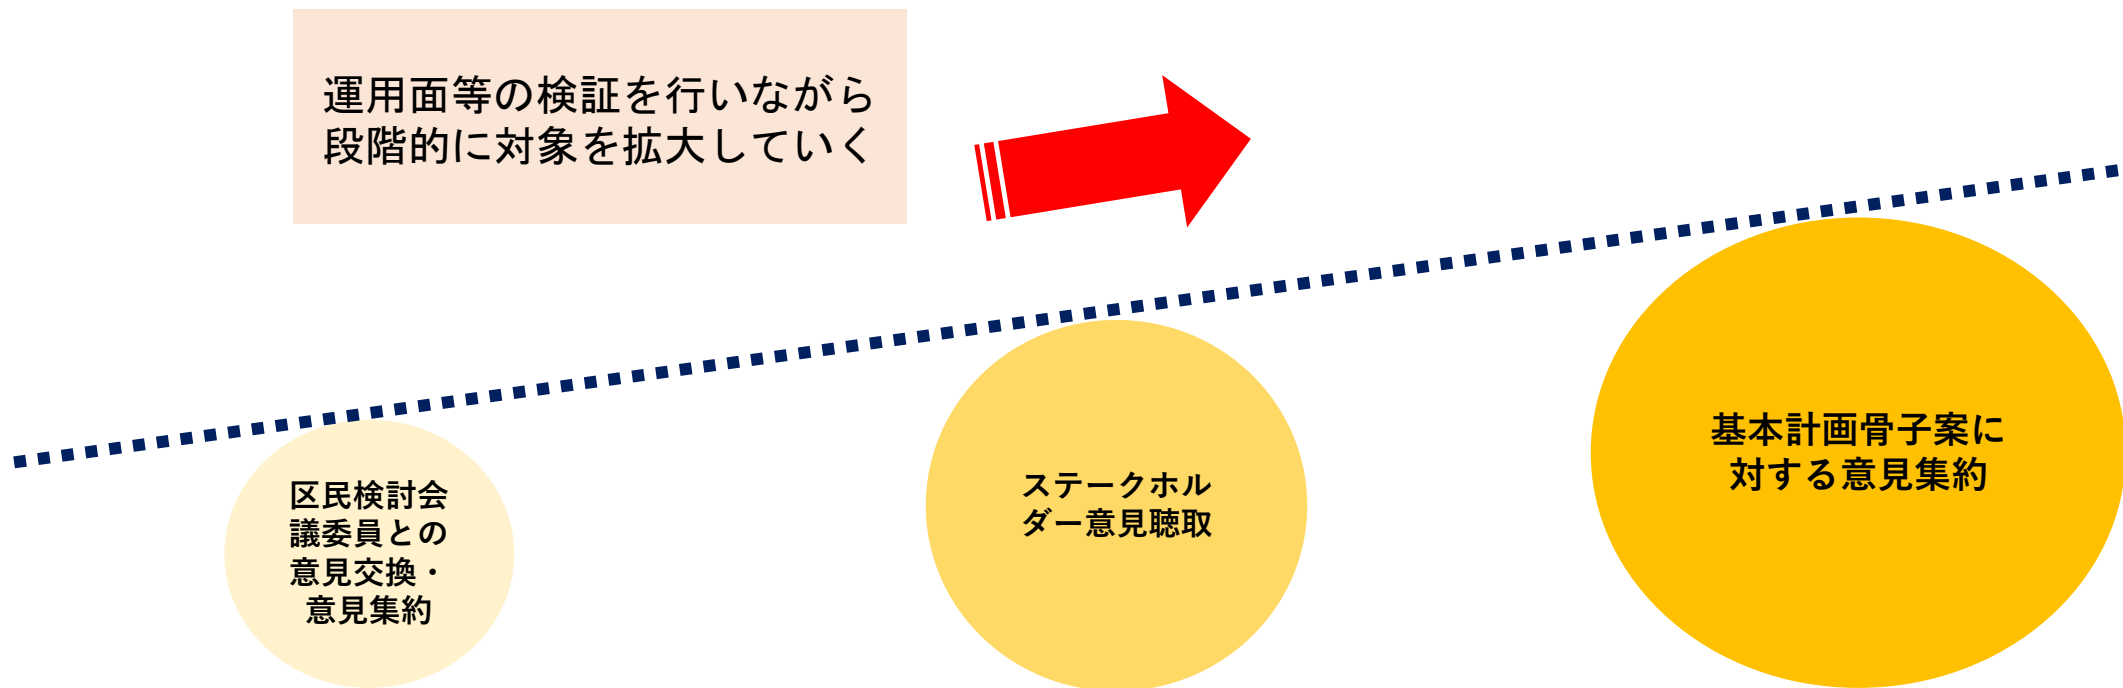 運用面等の検証を行いながら
段階的に対象を拡大していく
区民検討会
議委員との
意見交換・
意見集約
ステークホル
ダー意見聴取
基本計画骨子案に
対する意見集約